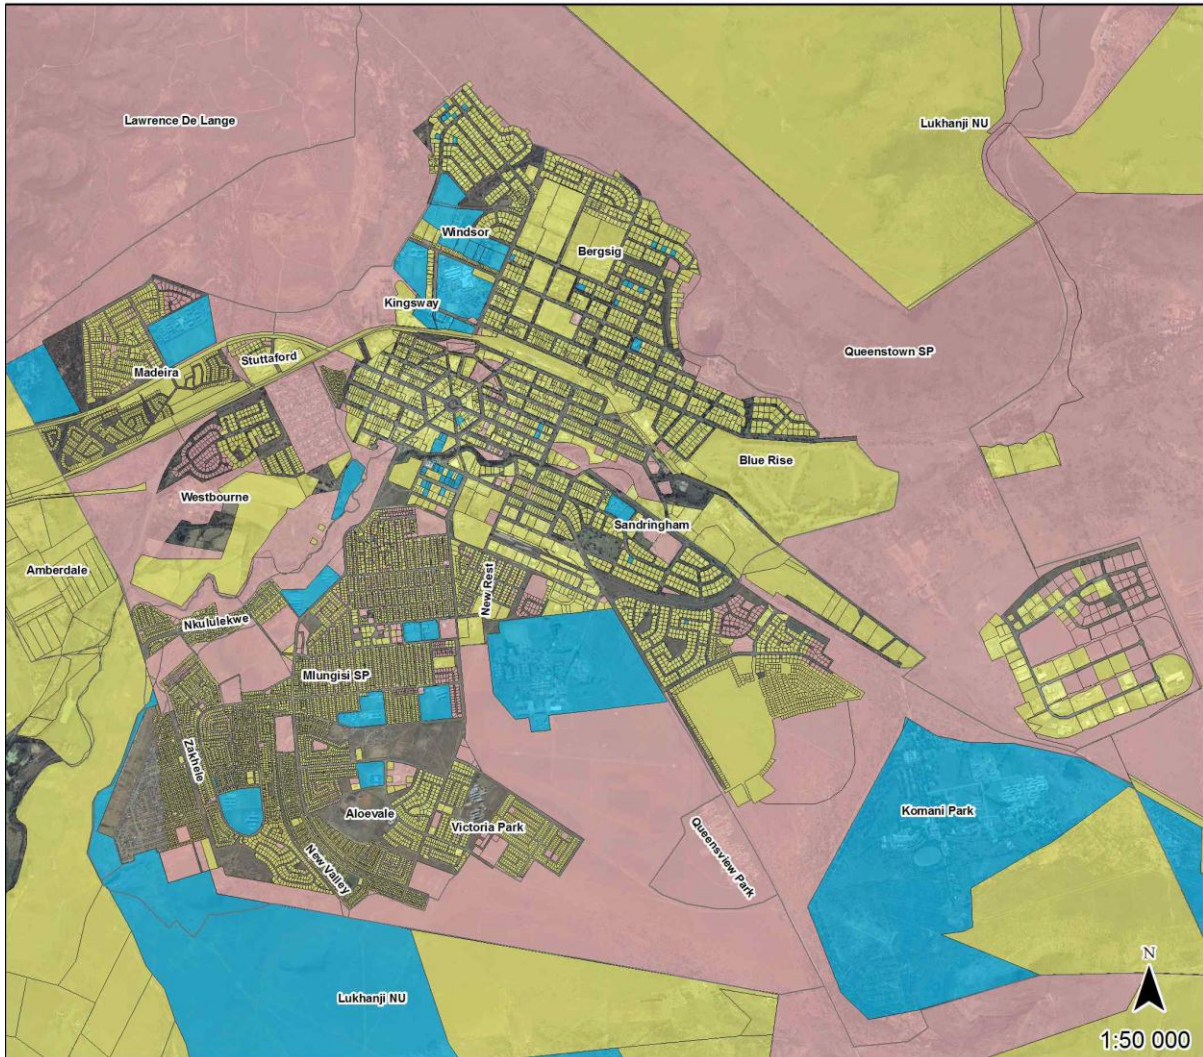 Lawrence De Lange
Lukhanji NU
Windsor
Bergsig
Kingsway
Queenstown SP
Stuttaford
Madeira
Blue Rise
Westbourne
Sandringham
Amberdale
New Rest
Nkululekwe
Mlungisi SP
Zakhele
Komani Park
Aloevale
Victoria Park
Queensview Park
New Valley
Lukhanji NU
N
1:50 000